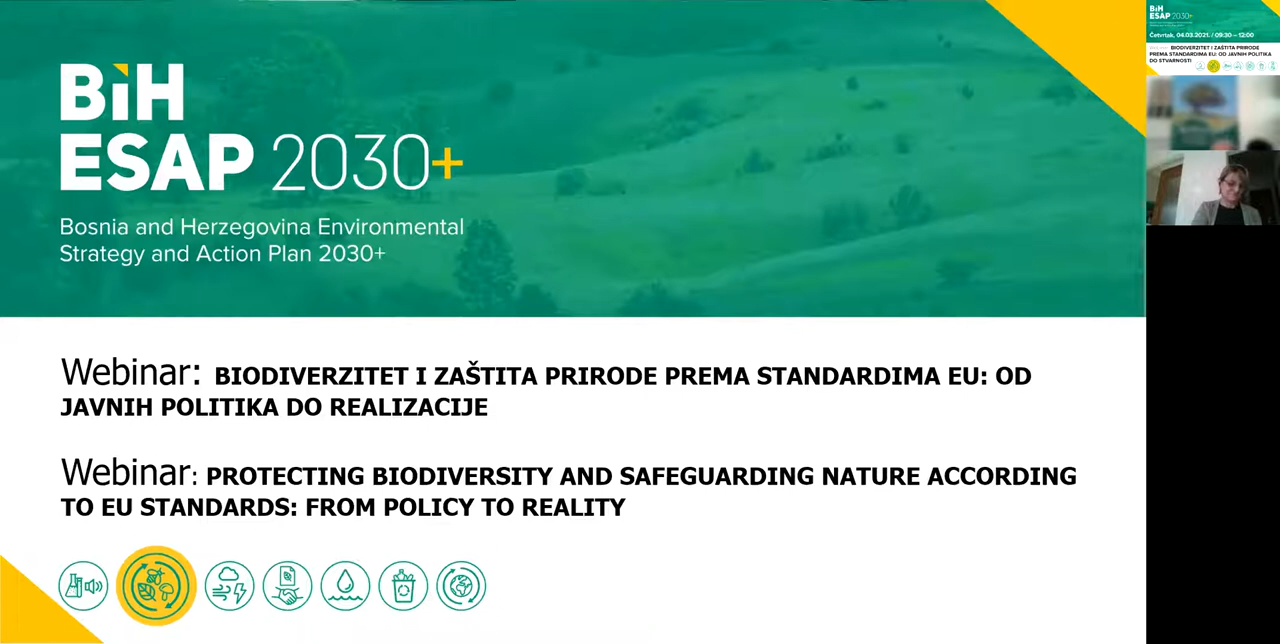 BiH
ESAP 2030+
Bosnia and Herzegovina Environmental
Strategy and Action Plan 2030+
Webinar: BIODIVERZITET I ZAŠTITA PRIRODE PREMA STANDARDIMA EU: OD
JAVNIH POLITIKA DO REALIZACIJE
Webinar: PROTECTING BIODIVERSITY AND SAFEGUARDING NATURE ACCORDING
TO EU STANDARDS: FROM POLICY TO REALITY
BiH
ESAP 2030+
Četvrtak, 04.03.2021. / 09:30 – 12:00
BIODIVERZITET I ZAŠTITA PRIRODE
PREMA STANDARDIMA EU: OD JAVNIH POLITIKA
DO STVARNOSTI